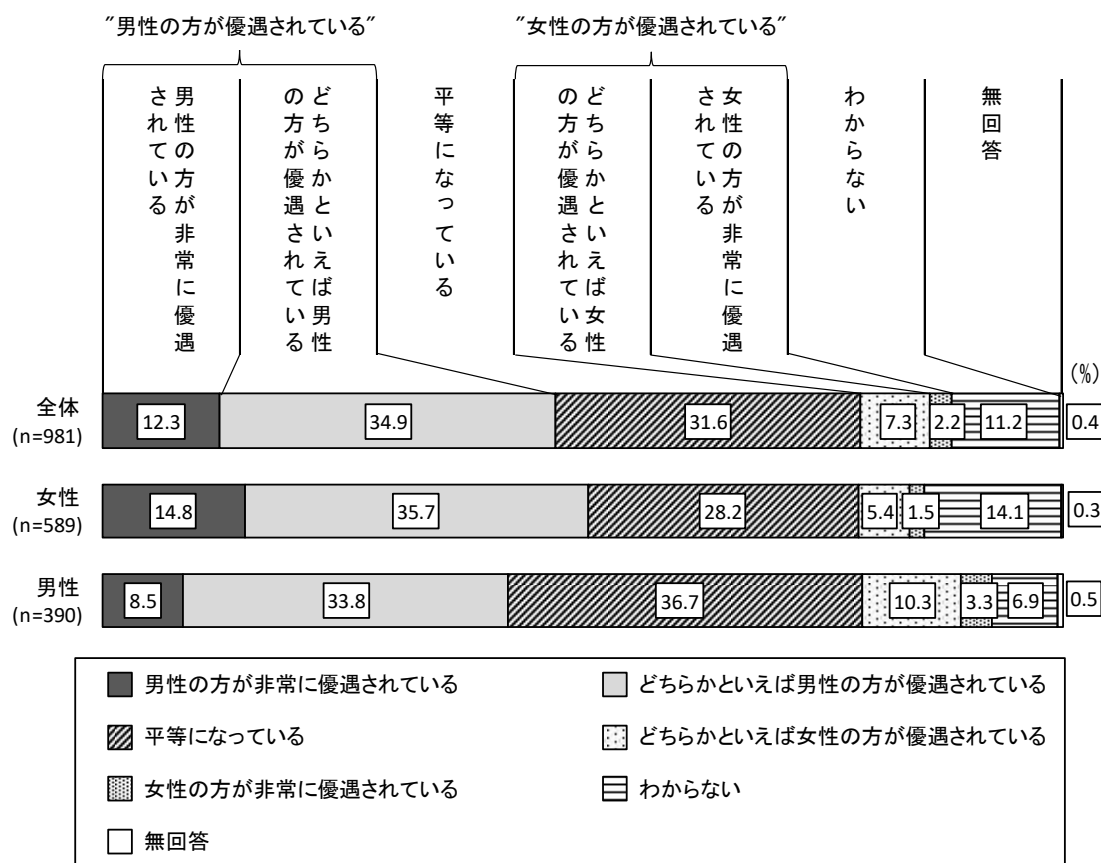 "男性の方が優遇されている"
"女性の方が優遇されている"
男性の方が非常に優遇
されている
どちらかといえば男性
の方が優遇されている
平等になっている
どちらかといえば女性
の方が優遇されている
女性の方が非常に優遇
されている
わからない
無回答
(%)
全体
(n=981)
12.3
34.9
31.6
7.3
2.2
11.2
0.4
女性
(n=589)
14.8
35.7
28.2
5.4
1.5
14.1
0.3
男性
(n=390)
8.5
33.8
36.7
10.3
3.3
6.9
0.5
男性の方が非常に優遇されている
どちらかといえば男性の方が優遇されている
平等になっている
どちらかといえば女性の方が優遇されている
女性の方が非常に優遇されている
わからない
無回答